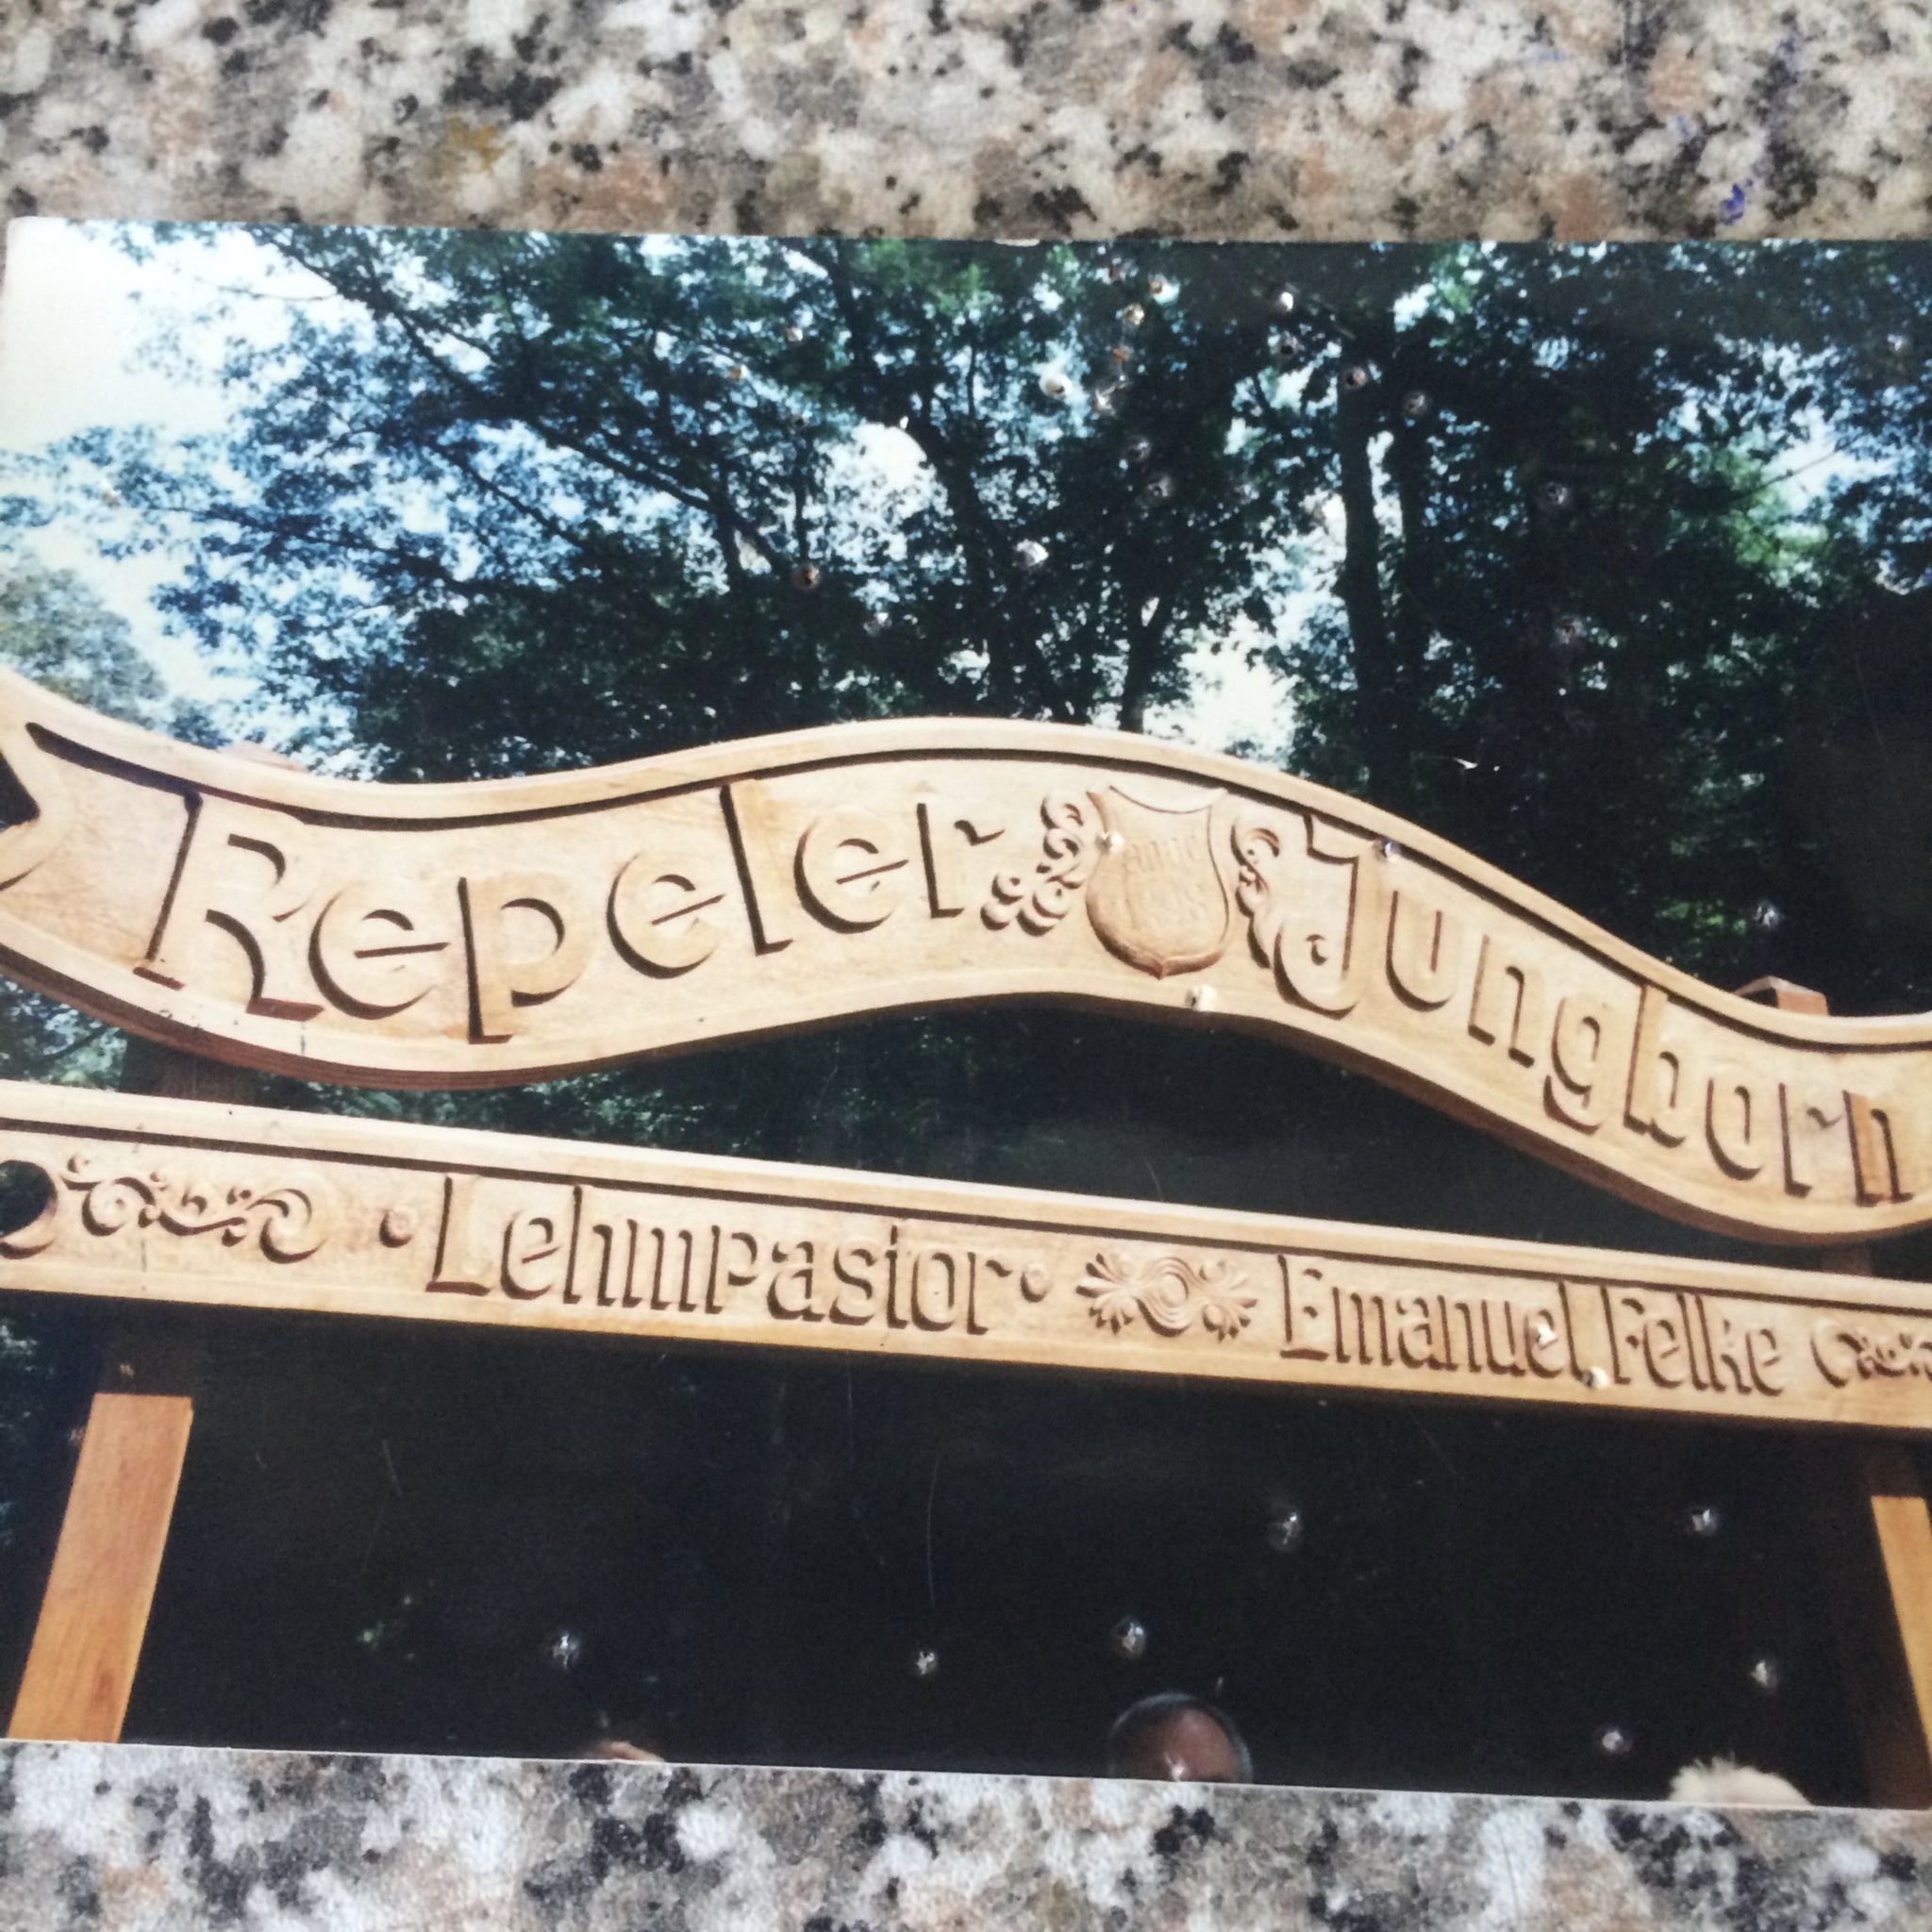 Repeler Jungborn
• Lehmpastor • Emanuel Felke